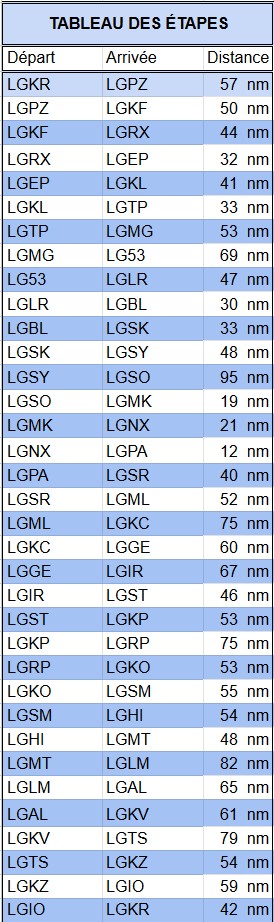 TABLEAU DES ÉTAPES
Départ Arrivée Distance
LGKR LGPZ 57 nm
LGPZ LGKF 50 nm
LGKF LGRX 44 nm
LGRX LGEP 32 nm
LGEP LGKL 41 nm
LGKL LGTP 33 nm
LGTP LGMG 53 nm
LGMG LG53 69 nm
LG53 LGLR 47 nm
LGLR LGBL 30 nm
LGBL LGSK 33 nm
LGSK LGSY 48 nm
LGSY LGSO 95 nm
LGSO LGMK 19 nm
LGMK LGNX 21 nm
LGNX LGPA 12 nm
LGPA LGSR 40 nm
LGSR LGML 52 nm
LGML LGKC 75 nm
LGKC LGGE 60 nm
LGGE LGIR 67 nm
LGIR LGST 46 nm
LGST LGKP 53 nm
LGKP LGRP 75 nm
LGRP LGKO 53 nm
LGKO LGSM 55 nm
LGSM LGHI 54 nm
LGHI LGMT 48 nm
LGMT LGLM 82 nm
LGLM LGAL 65 nm
LGAL LGKV 61 nm
LGKV LGTS 79 nm
LGTS LGKZ 54 nm
LGKZ LGIO 59 nm
LGIO LGKR 42 nm